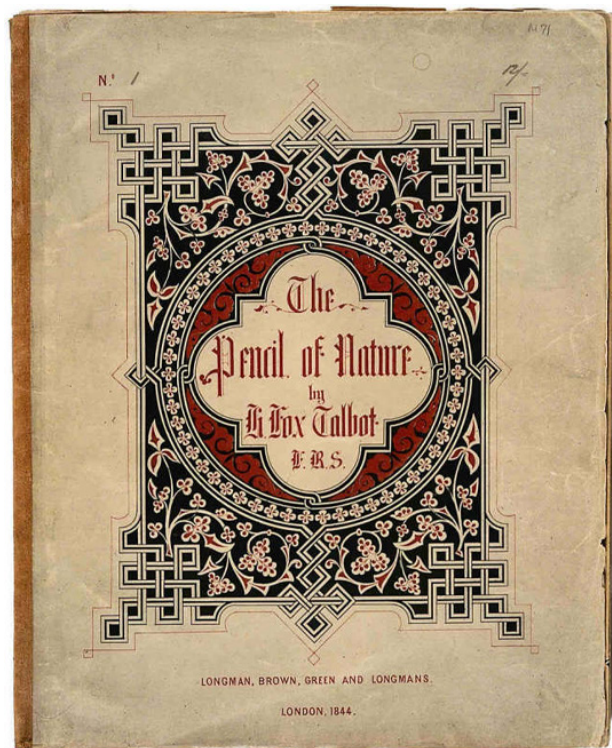 N.º 1
12/-
The
Pencil of Nature
by
H. Fox Talbot
F.R.S.
LONGMAN, BROWN, GREEN AND LONGMANS.
LONDON, 1844.